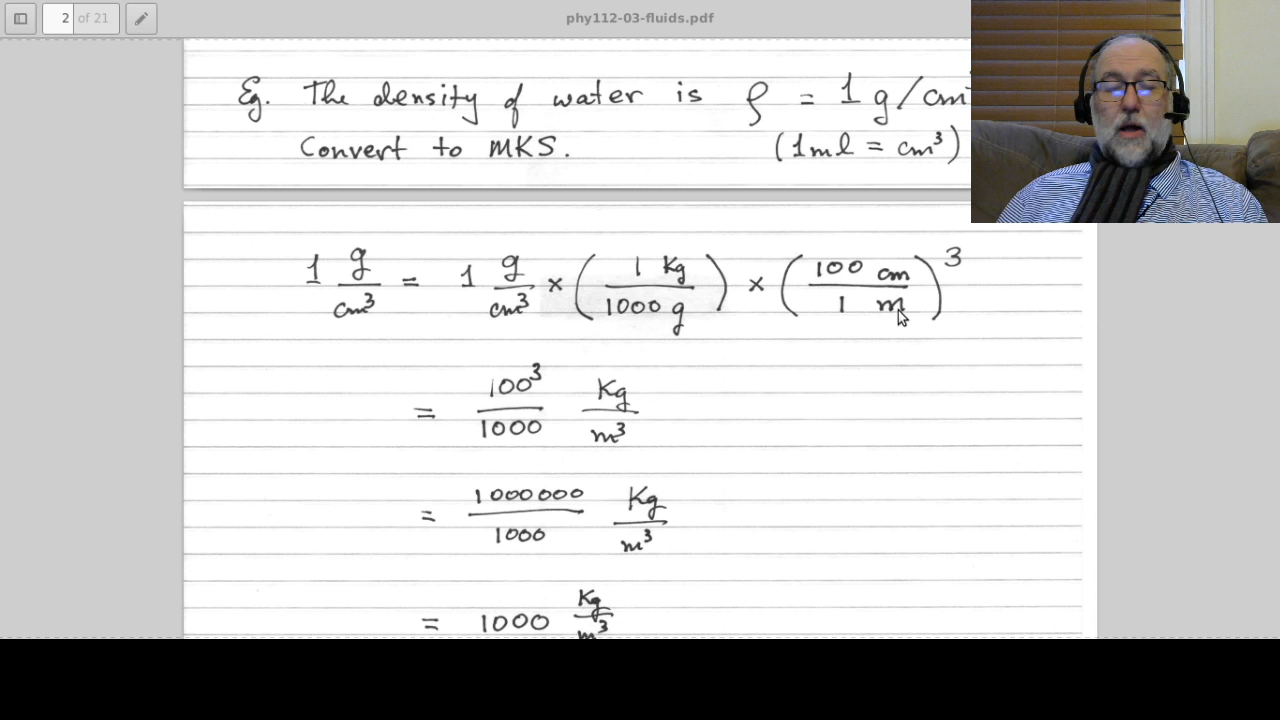 2 of 21 phy112-03-fluids.pdf
Eg. The density of water is ρ = 1 g/cm
Convert to MKS. (1ml = cm³)
1 g/cm³ = 1 g/cm³ × (1 Kg/1000 g) × (100 cm/1 m)³
= 100³/1000 Kg/m³
= 1000000/1000 Kg/m³
= 1000 Kg/m³